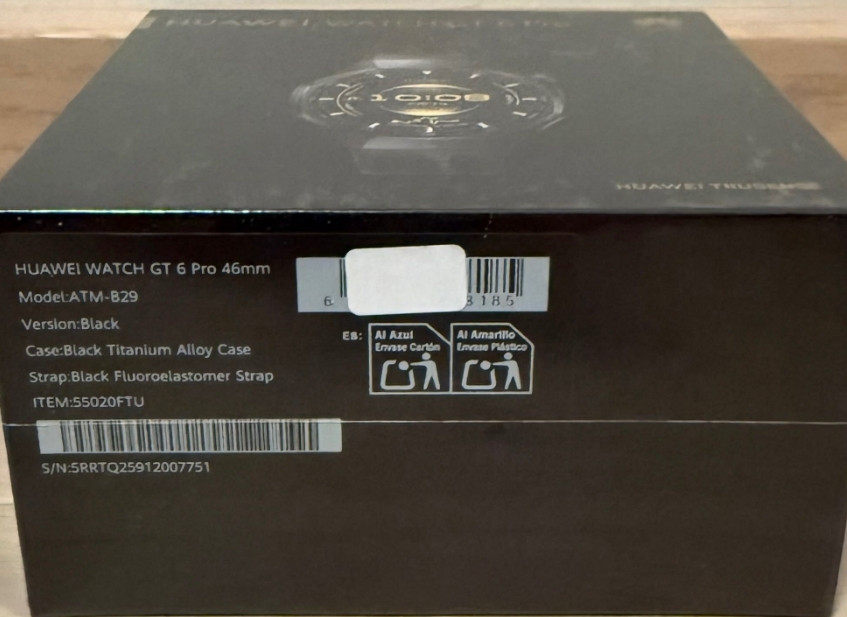 HUAWEI WATCH GT 6 Pro
10:08
HUAWEI TRUSEEN
HUAWEI WATCH GT 6 Pro 46mm
Model:ATM-B29
Version:Black
Case:Black Titanium Alloy Case
Strap:Black Fluoroelastomer Strap
ITEM:55020FTU
S/N:5RRTQ25912007751
6
8185
ES:
Al Azul
Envase Cartón
Al Amarillo
Envase Plástico